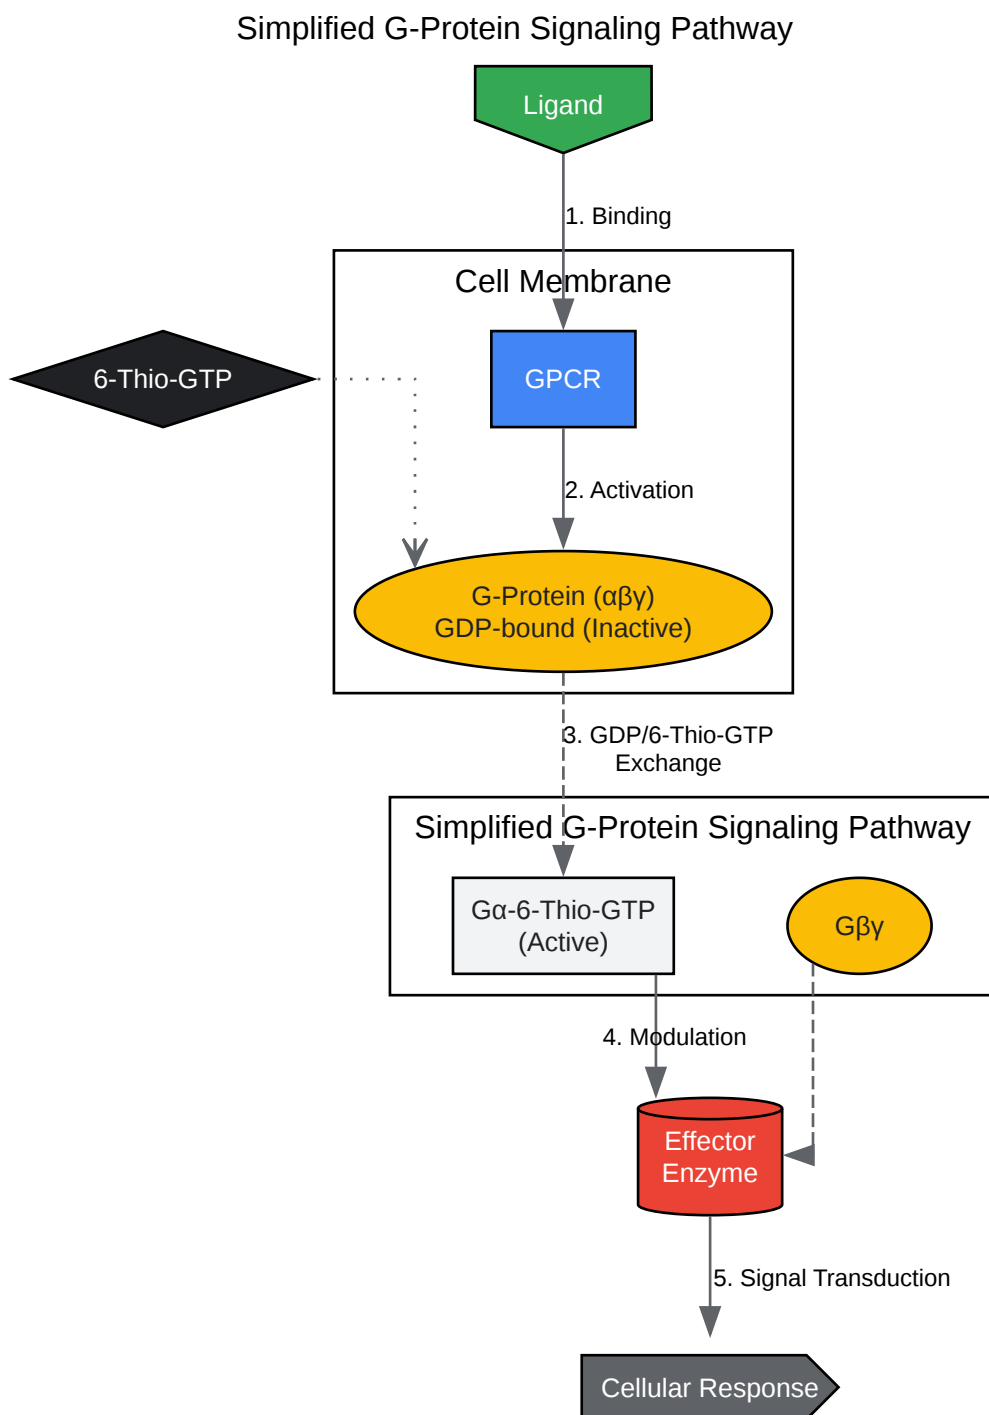 Simplified G-Protein Signaling Pathway
Ligand
1. Binding
Cell Membrane
6-Thio-GTP
GPCR
2. Activation
G-Protein (αβγ)
GDP-bound (Inactive)
3. GDP/6-Thio-GTP
Exchange
Simplified G-Protein Signaling Pathway
Gα-6-Thio-GTP
(Active)
Gβγ
4. Modulation
Effector
Enzyme
5. Signal Transduction
Cellular Response